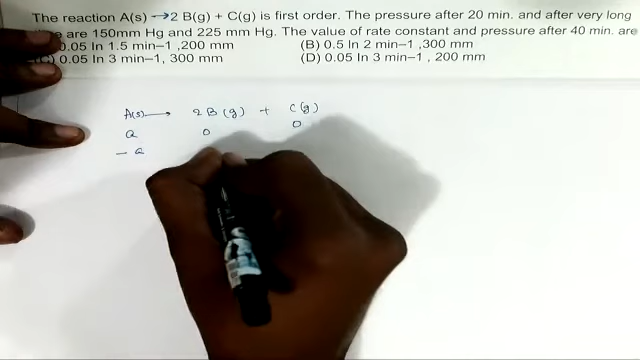 The reaction A(s) → 2 B(g) + C(g) is first order. The pressure after 20 min. and after very long
are 150mm Hg and 225 mm Hg. The value of rate constant and pressure after 40 min. are
0.05 ln 1.5 min–1 ,200 mm (B) 0.5 ln 2 min–1 ,300 mm
0.05 ln 3 min–1, 300 mm (D) 0.05 ln 3 min–1 , 200 mm
A(s) → 2B(g) + C(g)
a 0 0
– a